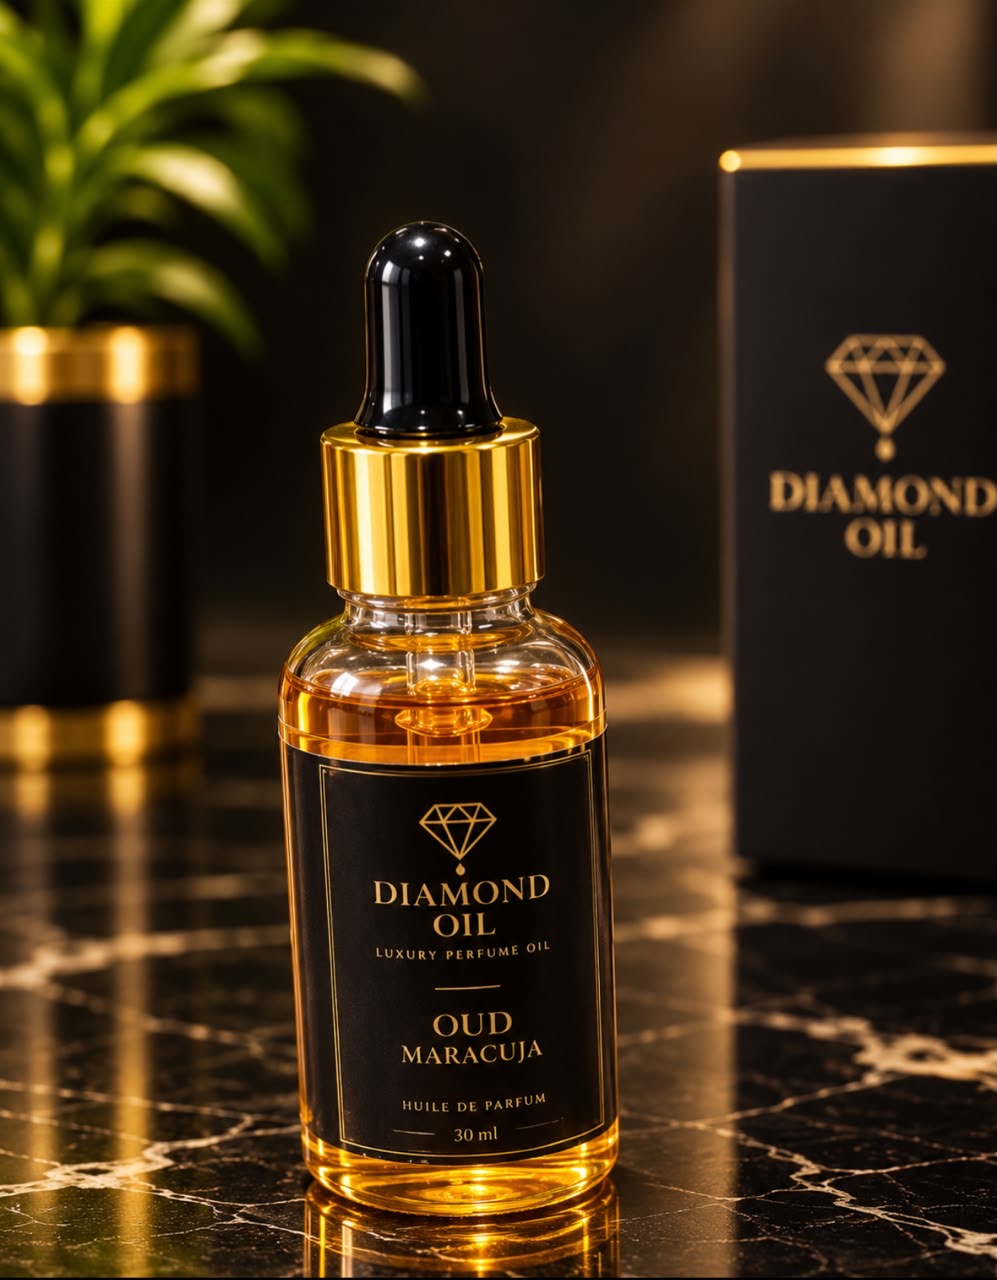 DIAMOND
OIL
LUXURY PERFUME OIL
OUD
MARACUJA
HUILE DE PARFUM
30 ml
DIAMOND
OIL